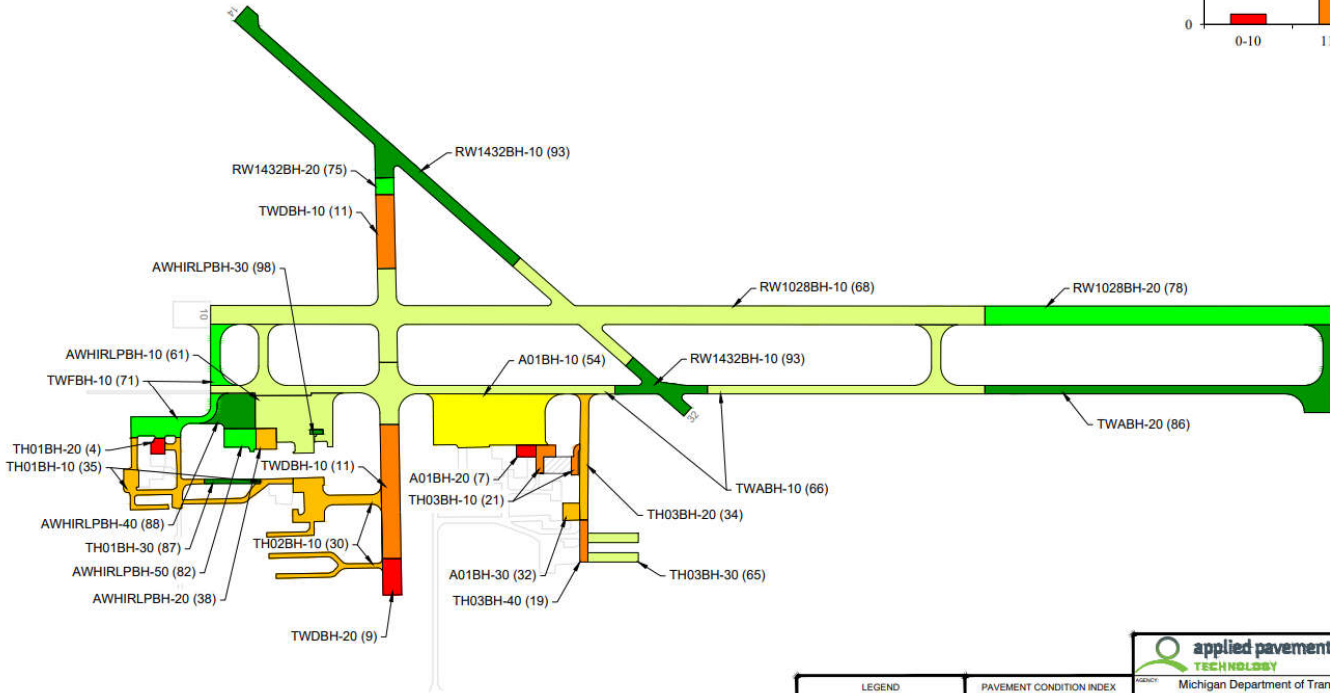 14
0
0-10
11
RW1432BH-10 (93)
RW1432BH-20 (75)
TWDBH-10 (11)
AWHIRLPBH-30 (98)
RW1028BH-10 (68)
RW1028BH-20 (78)
10
AWHIRLPBH-10 (61)
A01BH-10 (54)
RW1432BH-10 (93)
TWFBH-10 (71)
32
TWABH-20 (86)
TH01BH-20 (4)
TH01BH-10 (35)
TWDBH-10 (11)
A01BH-20 (7)
TWABH-10 (66)
TH03BH-10 (21)
TH03BH-20 (34)
AWHIRLPBH-40 (88)
TH01BH-30 (87)
TH02BH-10 (30)
AWHIRLPBH-50 (82)
A01BH-30 (32)
TH03BH-30 (65)
AWHIRLPBH-20 (38)
TH03BH-40 (19)
TWDBH-20 (9)
applied pavement
TECHNOLOGY
AGENCY:
Michigan Department of Tran
LEGEND
PAVEMENT CONDITION INDEX